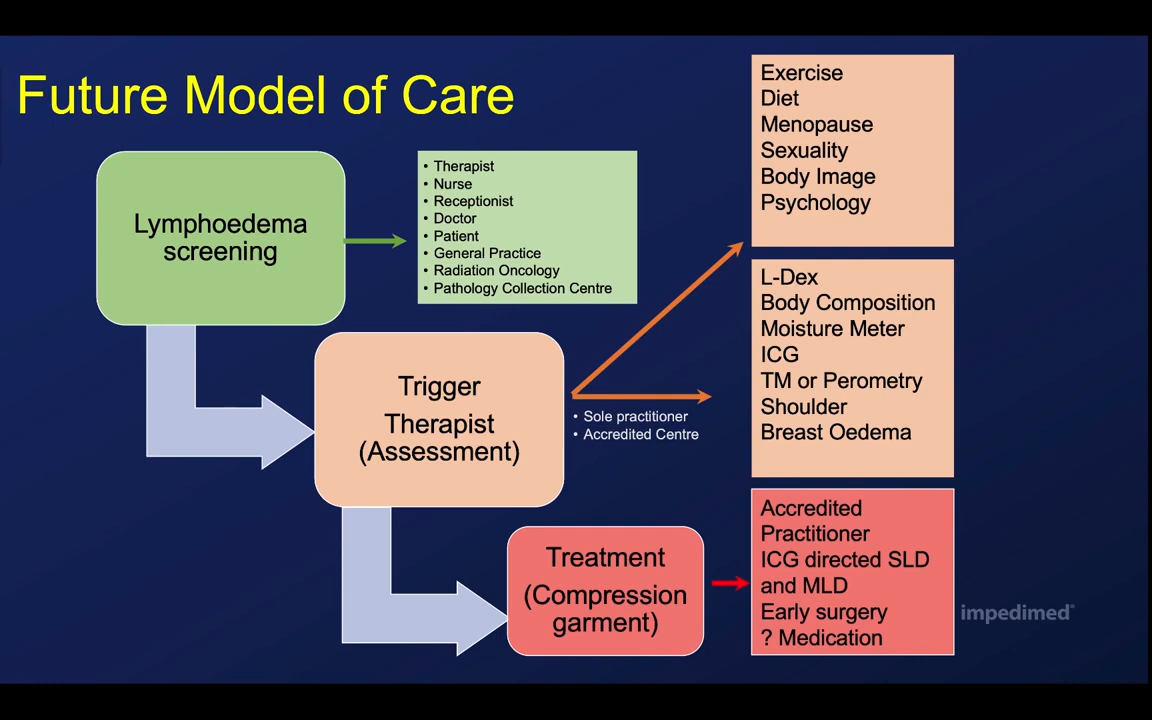 Future Model of Care
Lymphoedema
screening
• Therapist
• Nurse
• Receptionist
• Doctor
• Patient
• General Practice
• Radiation Oncology
• Pathology Collection Centre
Trigger
Therapist
(Assessment)
• Sole practitioner
• Accredited Centre
Exercise
Diet
Menopause
Sexuality
Body Image
Psychology
L-Dex
Body Composition
Moisture Meter
ICG
TM or Perometry
Shoulder
Breast Oedema
Treatment
(Compression
garment)
Accredited
Practitioner
ICG directed SLD
and MLD
Early surgery
? Medication
impedimed®